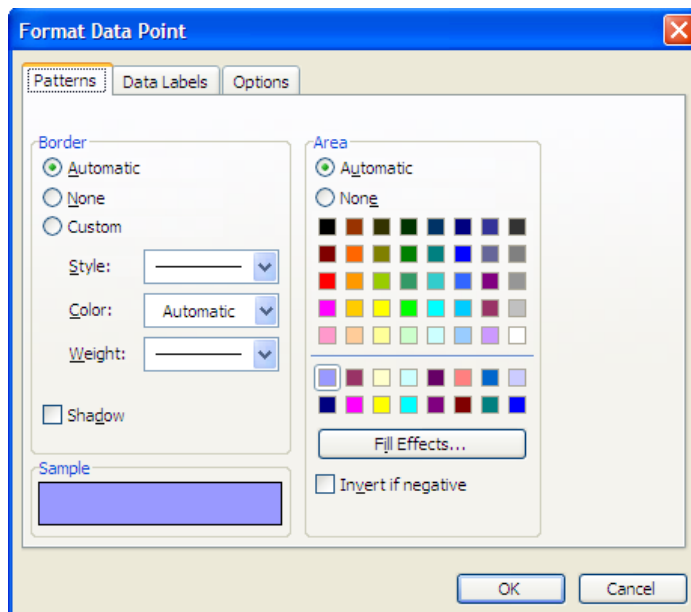 Format Data Point
Patterns Data Labels Options
Border
Automatic
None
Custom
Style:
Color: Automatic
Weight:
Shadow
Sample
Area
Automatic
None
Fill Effects...
Invert if negative
OK Cancel